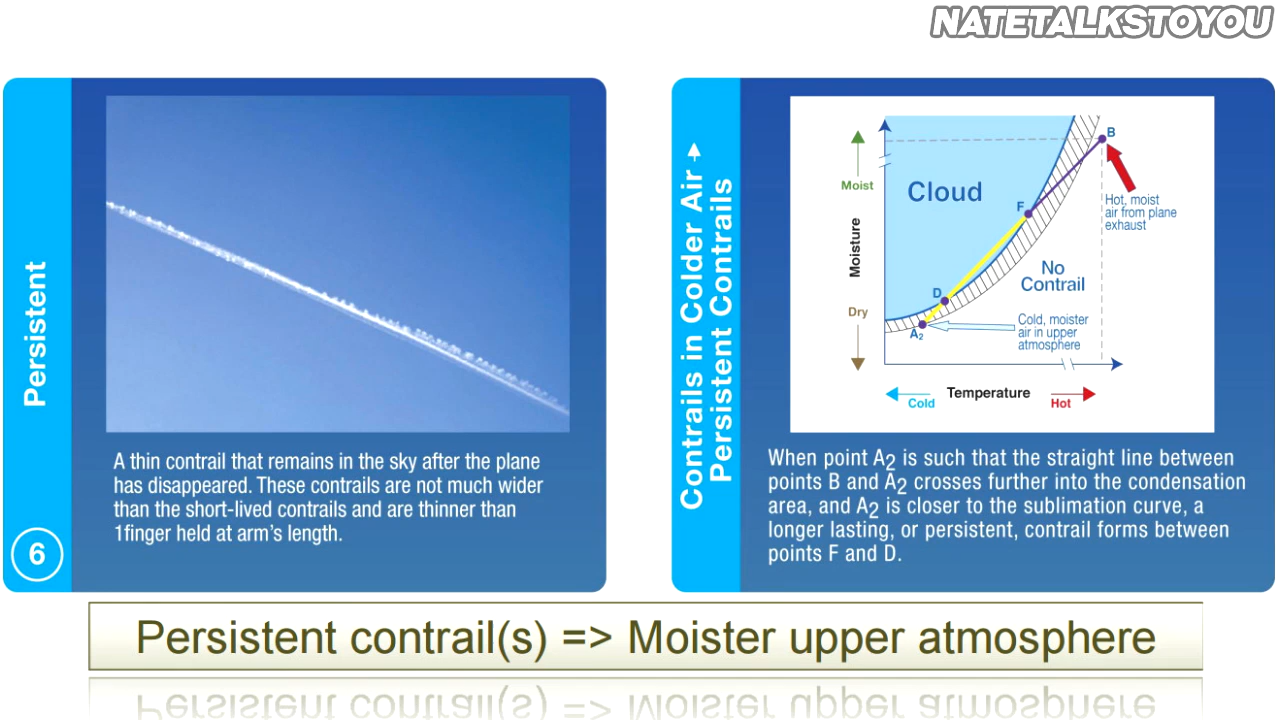 NATETALKSTOYOU
Persistent
6
A thin contrail that remains in the sky after the plane
has disappeared. These contrails are not much wider
than the short-lived contrails and are thinner than
1finger held at arm's length.
Contrails in Colder Air →
Persistent Contrails
Moist
Moisture
Dry
Cloud
B
F
D
A2
Hot, moist
air from plane
exhaust
No
Contrail
Cold, moister
air in upper
atmosphere
Cold
Temperature
Hot
When point A2 is such that the straight line between
points B and A2 crosses further into the condensation
area, and A2 is closer to the sublimation curve, a
longer lasting, or persistent, contrail forms between
points F and D.
Persistent contrail(s) => Moister upper atmosphere
Persistent contrail(s) => Moister upper atmosphere